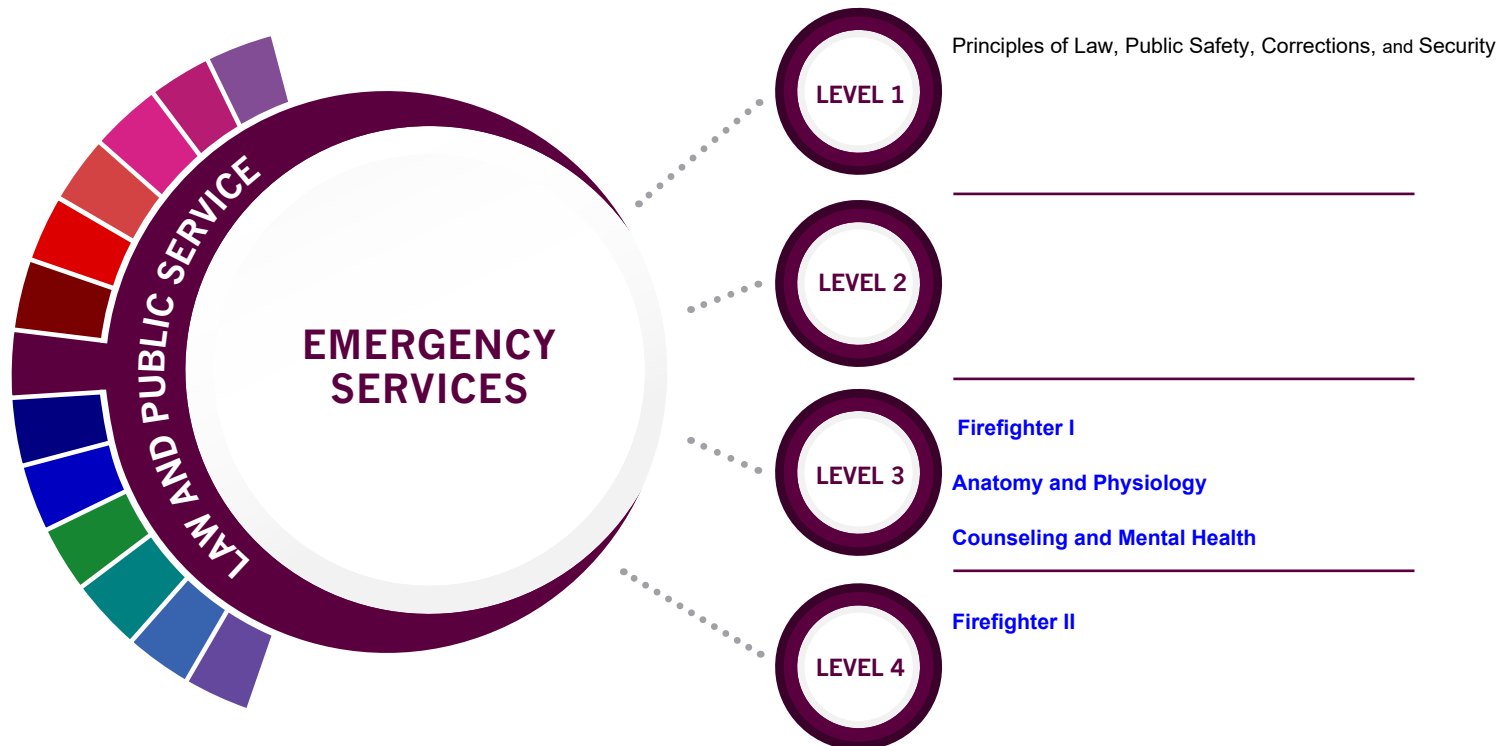 LAW AND PUBLIC SERVICE
EMERGENCY
SERVICES
LEVEL 1
Principles of Law, Public Safety, Corrections, and Security
LEVEL 2
LEVEL 3
Firefighter I
Anatomy and Physiology
Counseling and Mental Health
LEVEL 4
Firefighter II